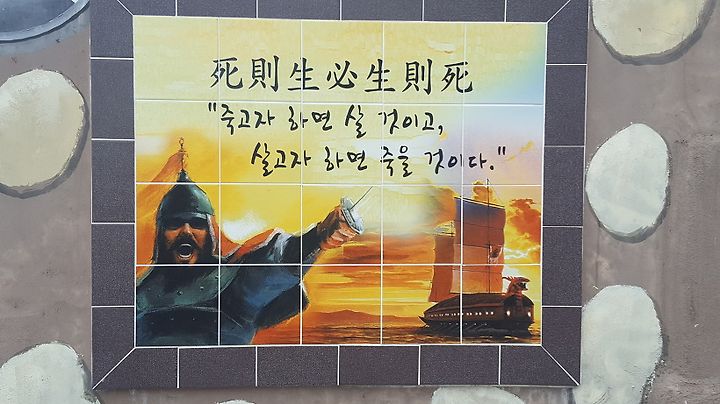 死則生必生則死
"죽고자 하면 살 것이고,
살고자 하면 죽을 것이다."